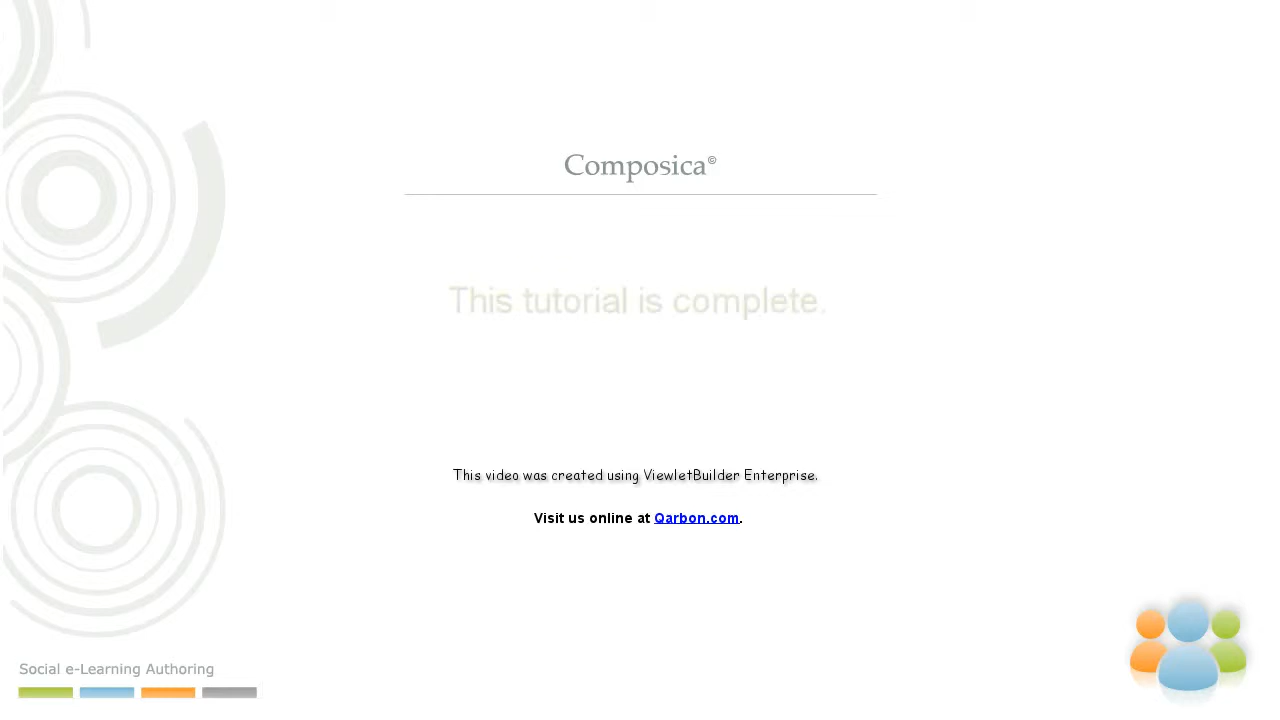 Composica©
This tutorial is complete.
This video was created using ViewletBuilder Enterprise.
Visit us online at Qarbon.com.
Social e-Learning Authoring